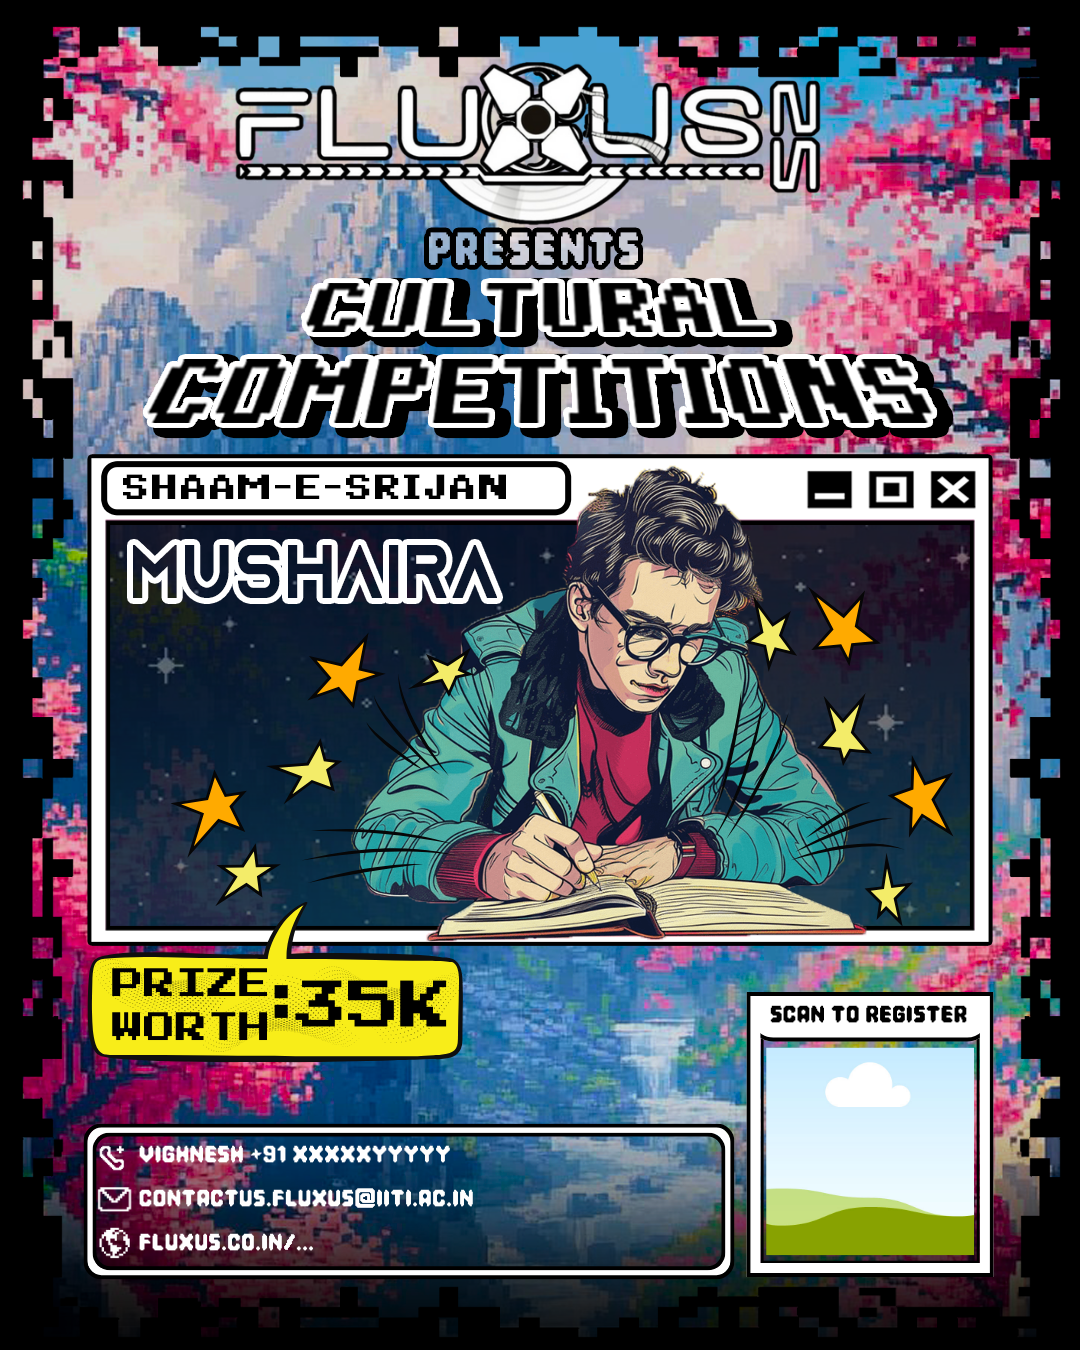 FLUXUS 25
PRESENTS
CULTURAL
COMPETITIONS
SHAAM-E-SRIJAN
MUSHAIRA
PRIZE
WORTH :35K
SCAN TO REGISTER
VIGHNESH +91 XXXXXYYYYY
CONTACTUS.FLUXUS@IITI.AC.IN
FLUXUS.CO.IN/...